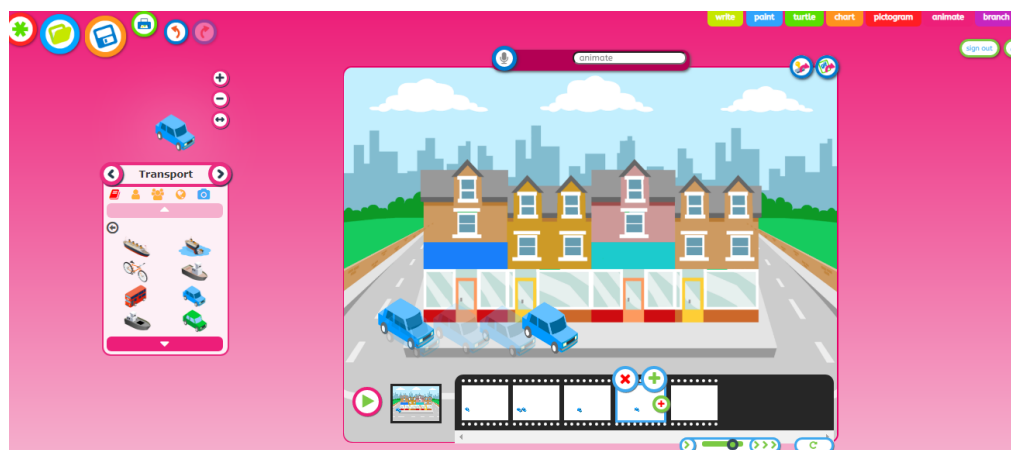 write paint turtle chart pictogram animate branch
sign out
animate
Transport